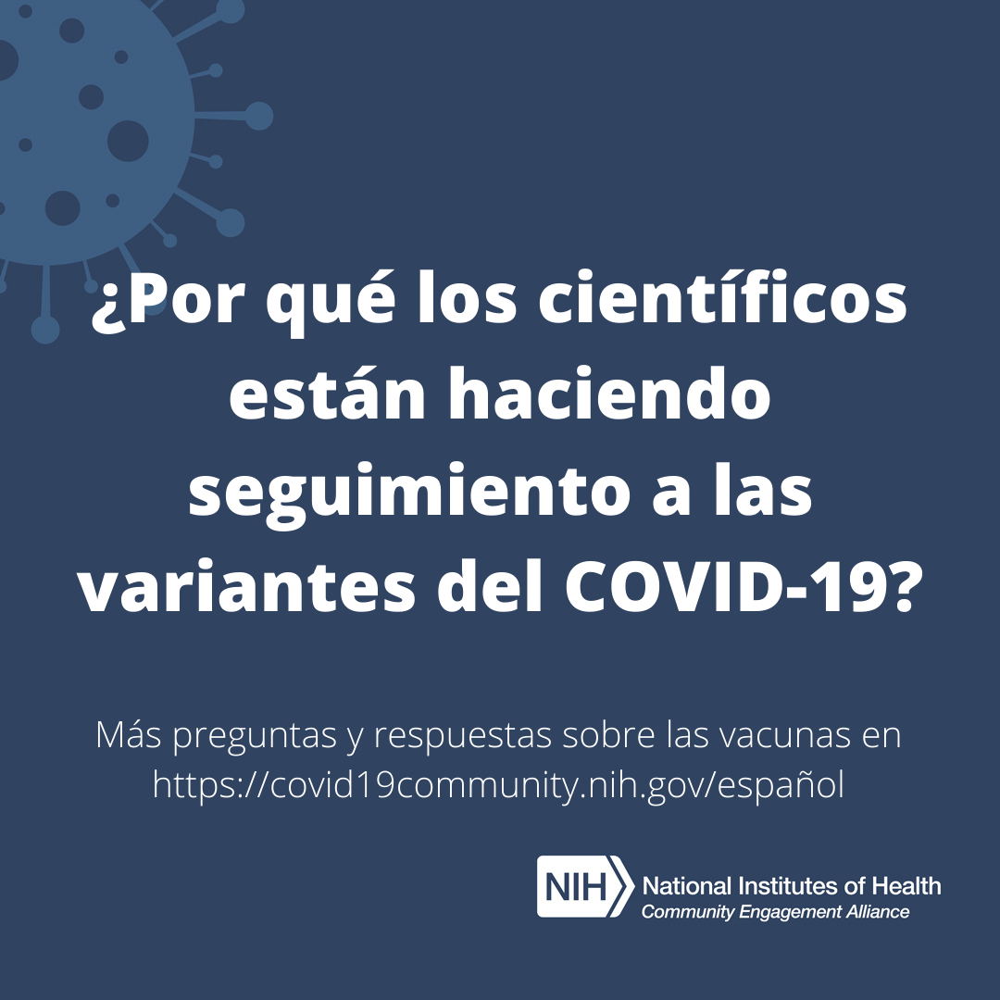 ¿Por qué los científicos
están haciendo
seguimiento a las
variantes del COVID-19?
Más preguntas y respuestas sobre las vacunas en
https://covid19community.nih.gov/español
NIH National Institutes of Health
Community Engagement Alliance